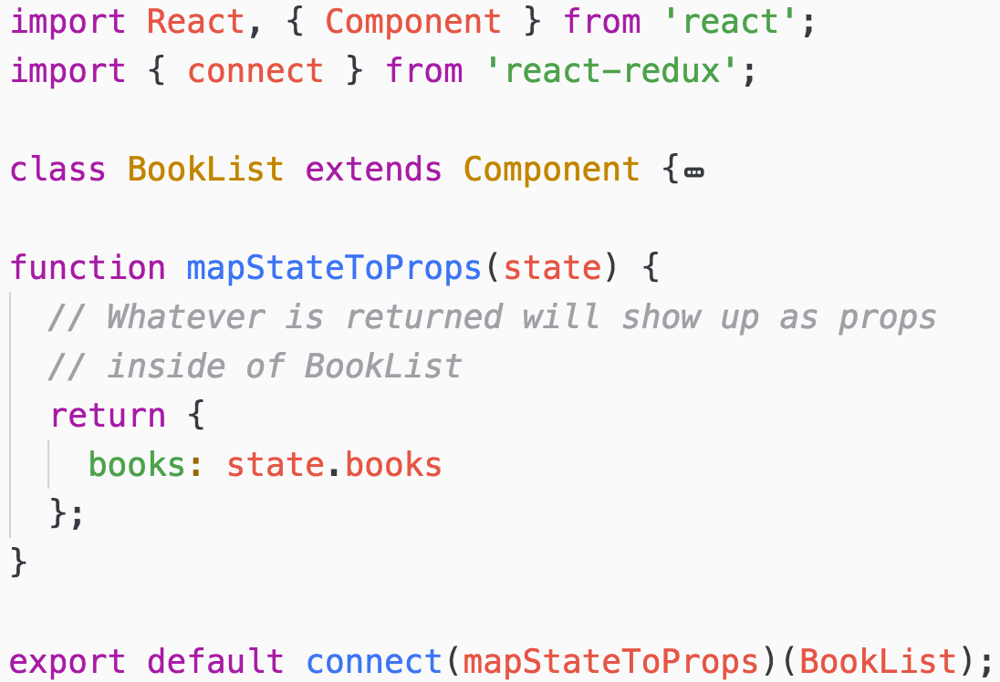 import React, { Component } from 'react';
import { connect } from 'react-redux';
class BookList extends Component {…
function mapStateToProps(state) {
// Whatever is returned will show up as props
// inside of BookList
return {
books: state.books
};
}
export default connect(mapStateToProps)(BookList);